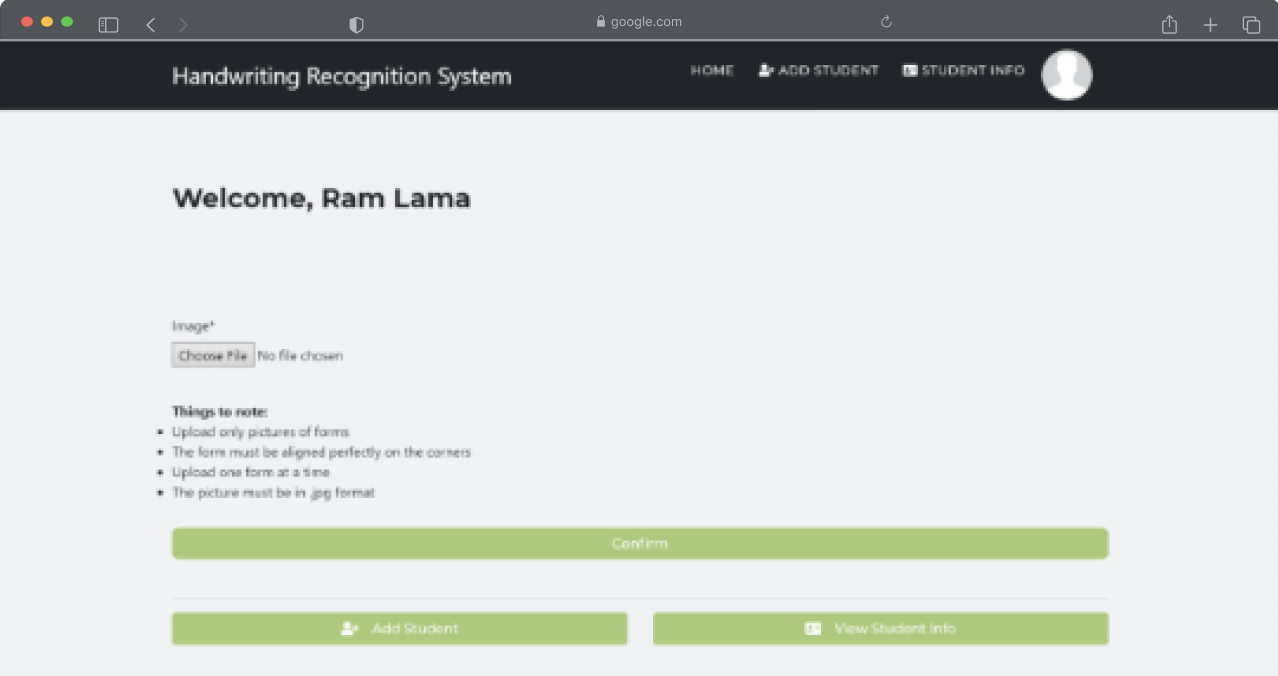 google.com
Handwriting Recognition System
HOME ADD STUDENT STUDENT INFO
Welcome, Ram Lama
Image*
Choose File No file chosen
Things to note:
• Upload only pictures of forms
• The form must be aligned perfectly on the corners
• Upload one form at a time
• The picture must be in .jpg format
Confirm
Add Student View Student Info